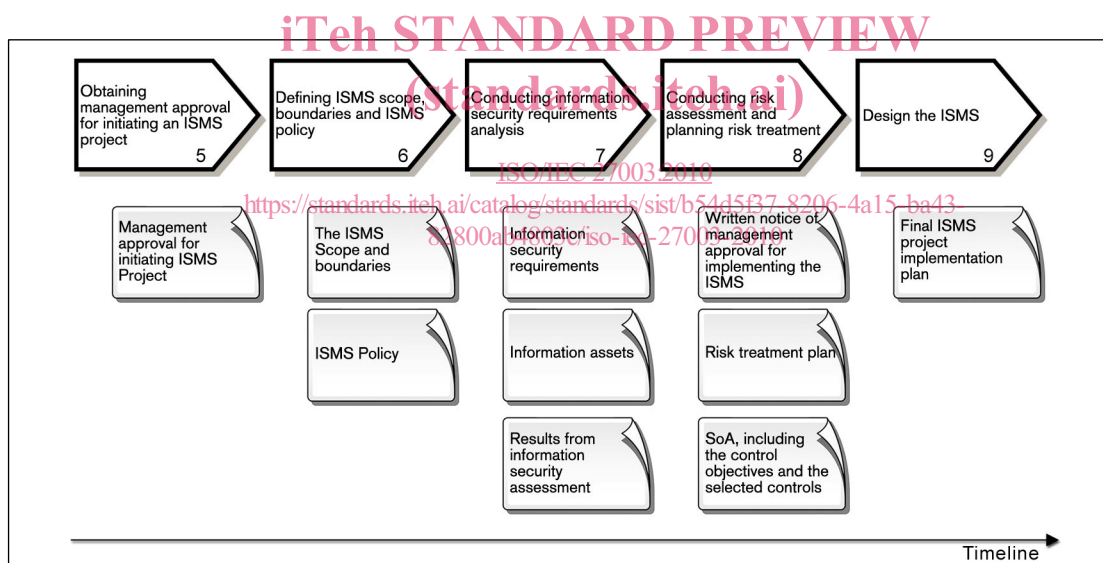 iTeh STANDARD PREVIEW
(standards.iteh.ai)
Obtaining
management approval
for initiating an ISMS
project
5
Defining ISMS scope,
boundaries and ISMS
policy
6
Conducting information
security requirements
analysis
7
Conducting risk
assessment and
planning risk treatment
8
Design the ISMS
9
ISO/IEC 27003:2010
https://standards.iteh.ai/catalog/standards/sist/b54d5f37-8206-4a15-ba43-
82800ab4803c/iso-iec-27003-2010
Management
approval for
initiating ISMS
Project
The ISMS
Scope and
boundaries
Information
security
requirements
Written notice of
management
approval for
implementing the
ISMS
Final ISMS
project
implementation
plan
ISMS Policy
Information assets
Risk treatment plan
Results from
information
security
assessment
SoA, including
the control
objectives and the
selected controls
Timeline